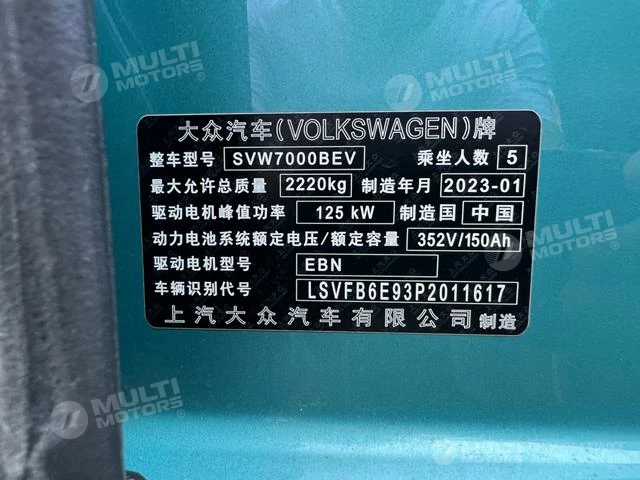 MULTI
MOTORS®
MULTI
MOTORS
MULTI
MOTORS
大众汽车(VOLKSWAGEN)牌
整车型号 SVW7000BEV 乘坐人数 5
最大允许总质量 2220kg 制造年月 2023-01
驱动电机峰值功率 125 kW 制造国 中国
动力电池系统额定电压/额定容量 352V/150Ah
驱动电机型号 EBN
车辆识别代号 LSVFB6E93P2011617
上汽大众汽车有限公司 制造
MULTI
MOTORS®
MULTI
MOTORS